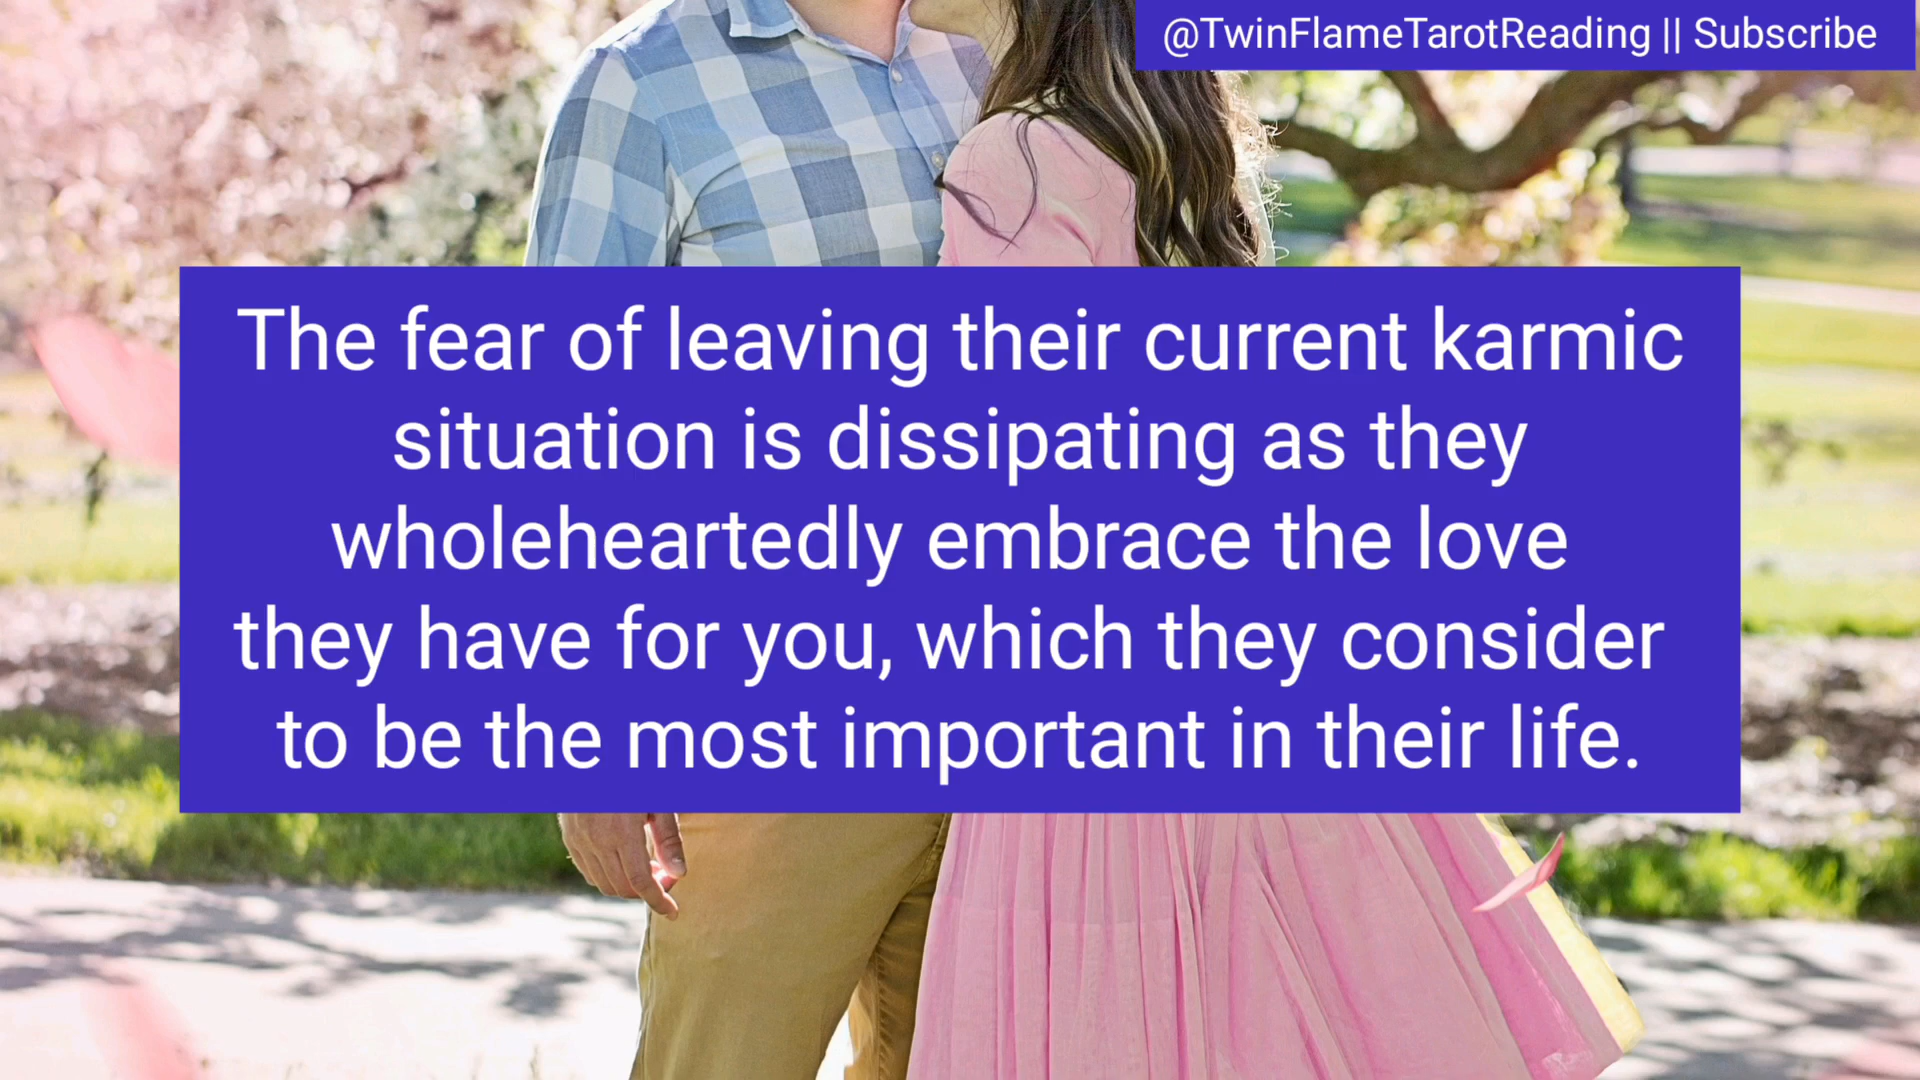 @TwinFlameTarotReading || Subscribe
The fear of leaving their current karmic
situation is dissipating as they
wholeheartedly embrace the love
they have for you, which they consider
to be the most important in their life.